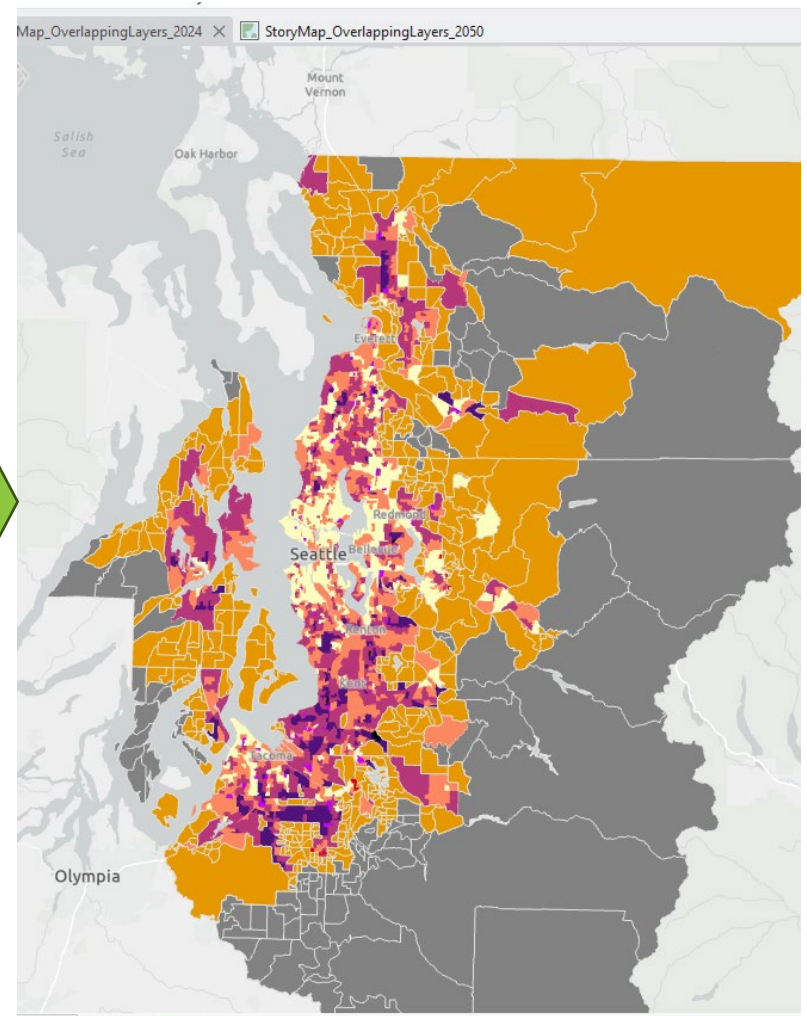 Map_OverlappingLayers_2024
StoryMap_OverlappingLayers_2050
Mount
Vernon
Salish
Sea
Oak Harbor
Everett
Redmond
Seattle
Bellevue
Renton
Kent
Tacoma
Olympia